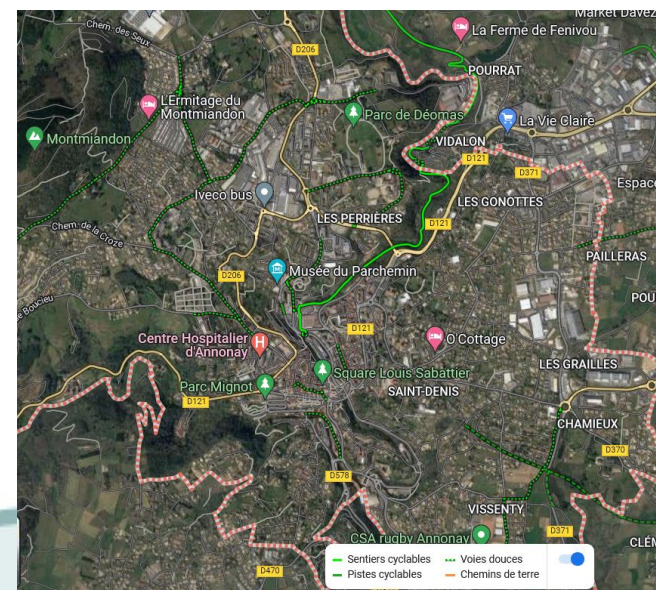 Market Davez
Chem. des Seux
D206
La Ferme de Fenivou
POURRAT
L'Ermitage du
Montmiandon
Parc de Déomas
La Vie Claire
Montmiandon
VIDALON
D121
D371
Iveco bus
Espace
LES PERRIÈRES
LES GONOTTES
D121
Chem. de la Croze
PAILLERAS
D206
Musée du Parchemin
POU
Boucieu
Centre Hospitalier
d'Annonay
D121
O'Cottage
Parc Mignot
Square Louis Sabattier
LES GRAILLES
D121
SAINT-DENIS
CHAMIEUX
D578
D370
VISSENTY
CSA rugby Annonay
D371
CLÉM
D470
Sentiers cyclables
Voies douces
Pistes cyclables
Chemins de terre